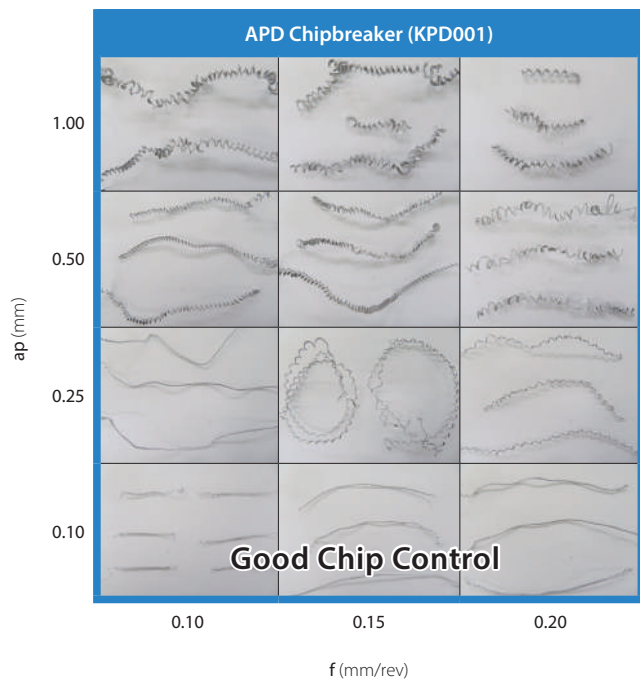 APD Chipbreaker (KPD001)
1.00
0.50
ap (mm)
0.25
0.10
Good Chip Control
0.10 0.15 0.20
f (mm/rev)